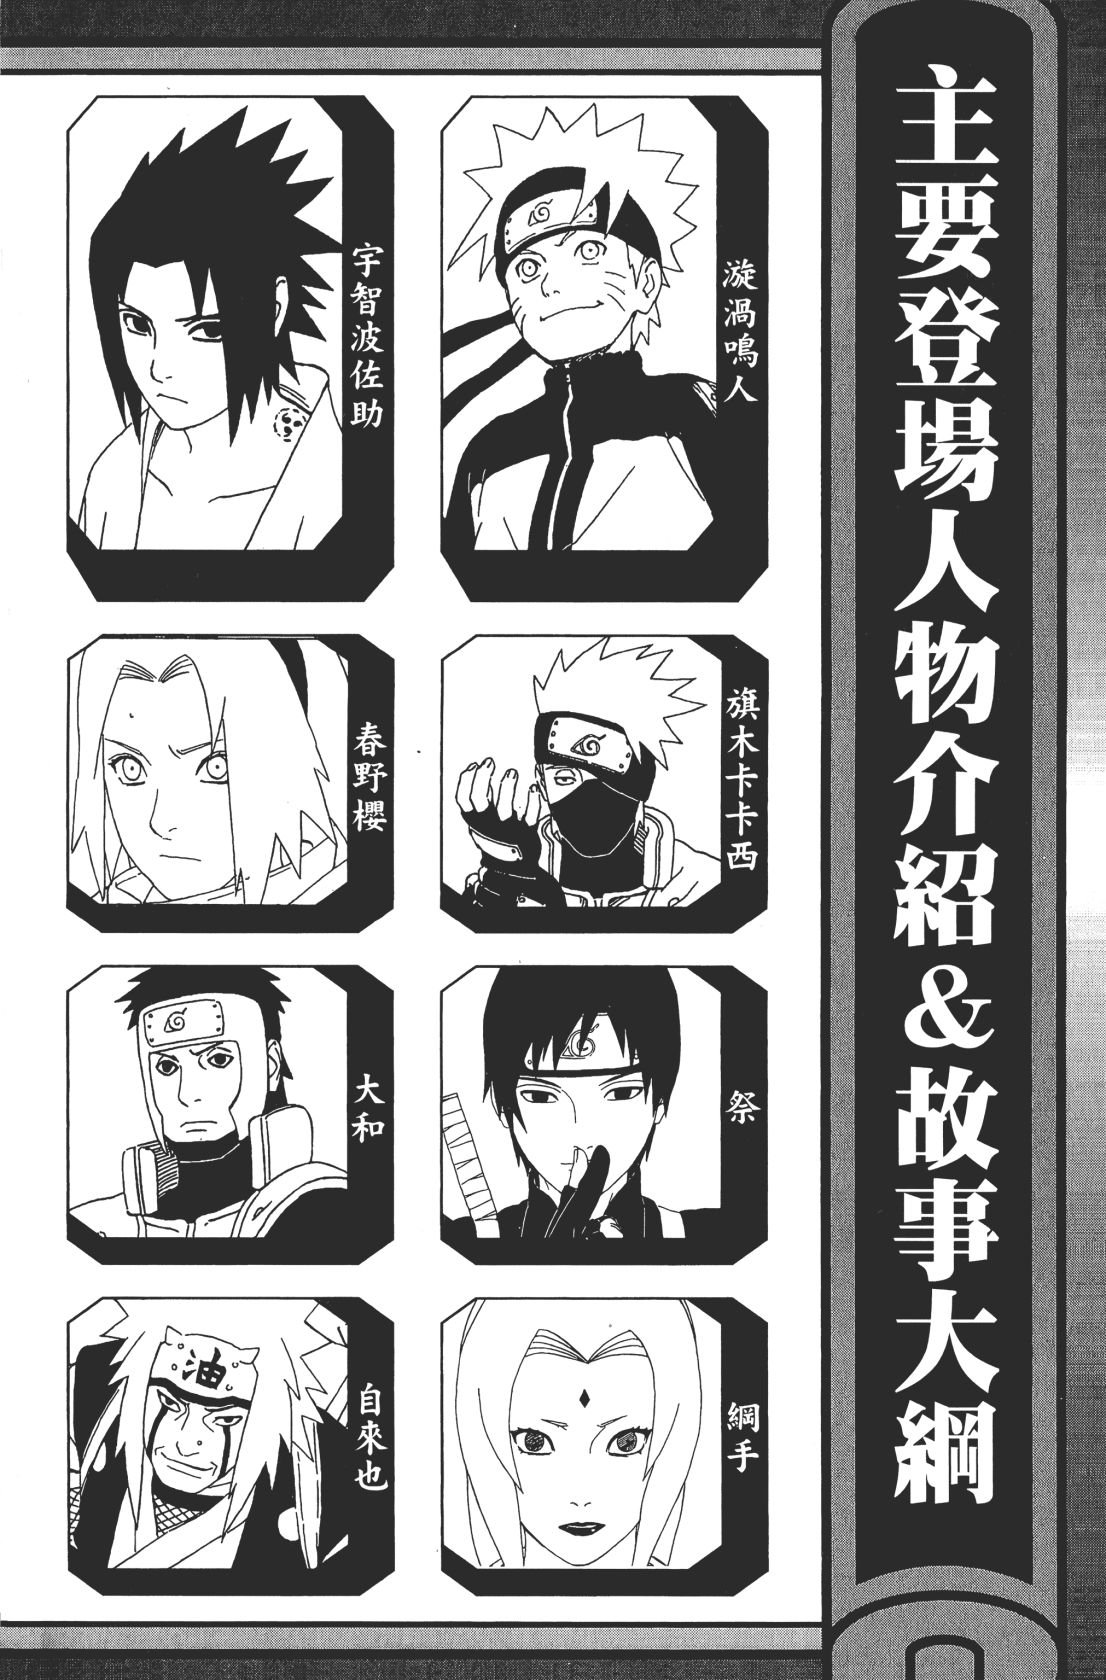 主要登場人物介紹&故事大綱
漩渦鳴人
宇智波佐助
旗木卡卡西
春野櫻
祭
大和
綱手
自來也
油